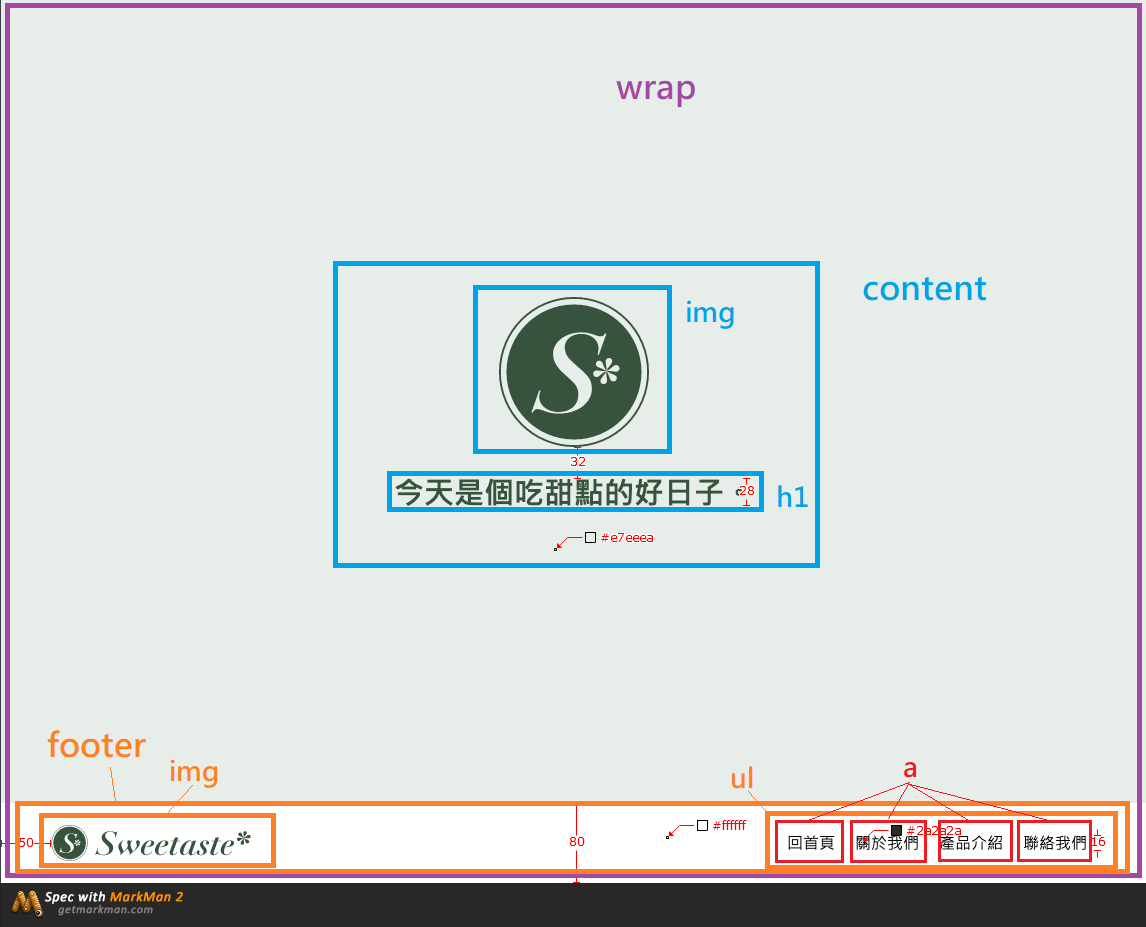 wrap
content
img
S*
32
今天是個吃甜點的好日子。
28
h1
#e7eeea
footer
img
ul
a
#ffffff
#2a2a2a
50
S*
Sweetaste*
80
回首頁
關於我們
產品介紹
聯絡我們
16
Spec with MarkMan 2
getmarkman.com